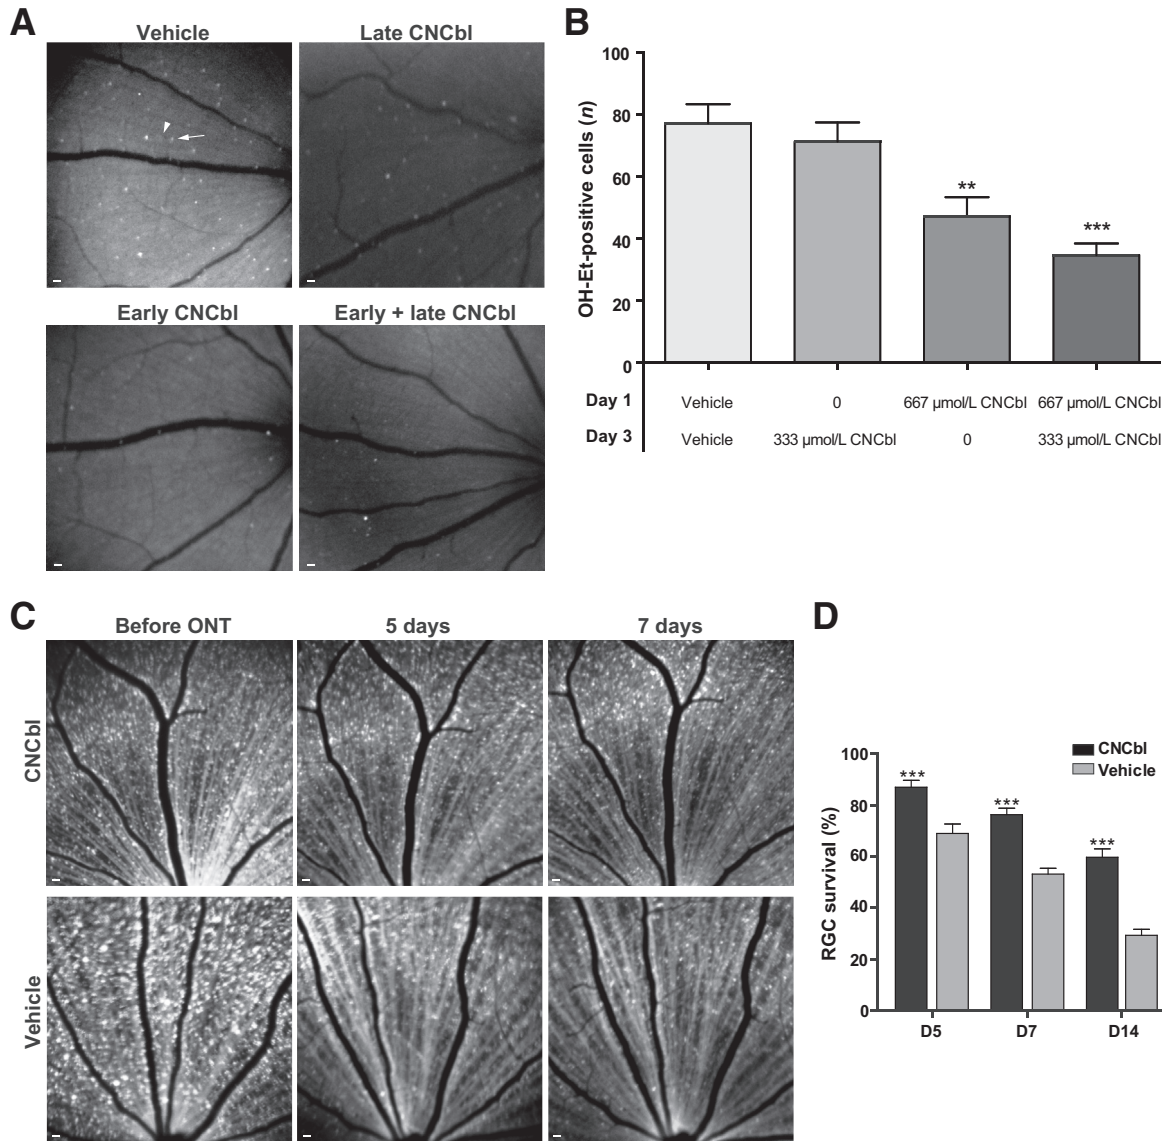 A
Vehicle
Late CNCbl
Early CNCbl
Early + late CNCbl
B
OH-Et-positive cells (n)
100
80
60
40
20
0
**
***
Day 1
Vehicle
0
667 µmol/L CNCbl
667 µmol/L CNCbl
Day 3
Vehicle
333 µmol/L CNCbl
0
333 µmol/L CNCbl
C
Before ONT
5 days
7 days
CNCbl
Vehicle
D
CNCbl
Vehicle
RGC survival (%)
100
80
60
40
20
0
***
***
***
D5
D7
D14